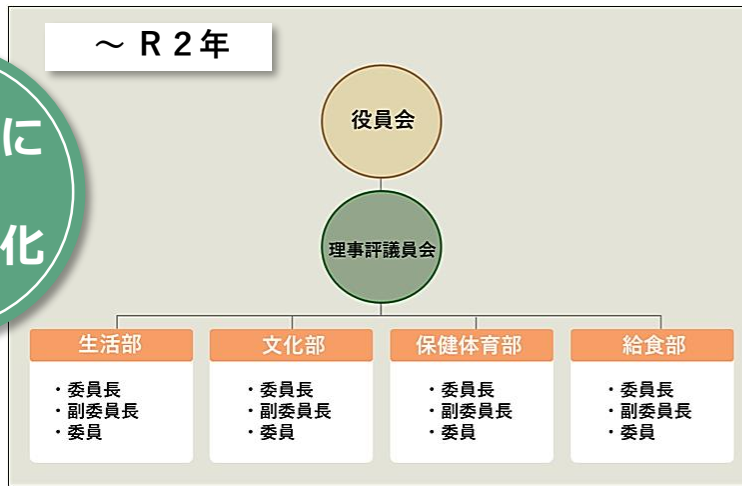 ～ R 2 年
に
化
役員会
理事評議員会
生活部
・委員長
・副委員長
・委員
文化部
・委員長
・副委員長
・委員
保健体育部
・委員長
・副委員長
・委員
給食部
・委員長
・副委員長
・委員